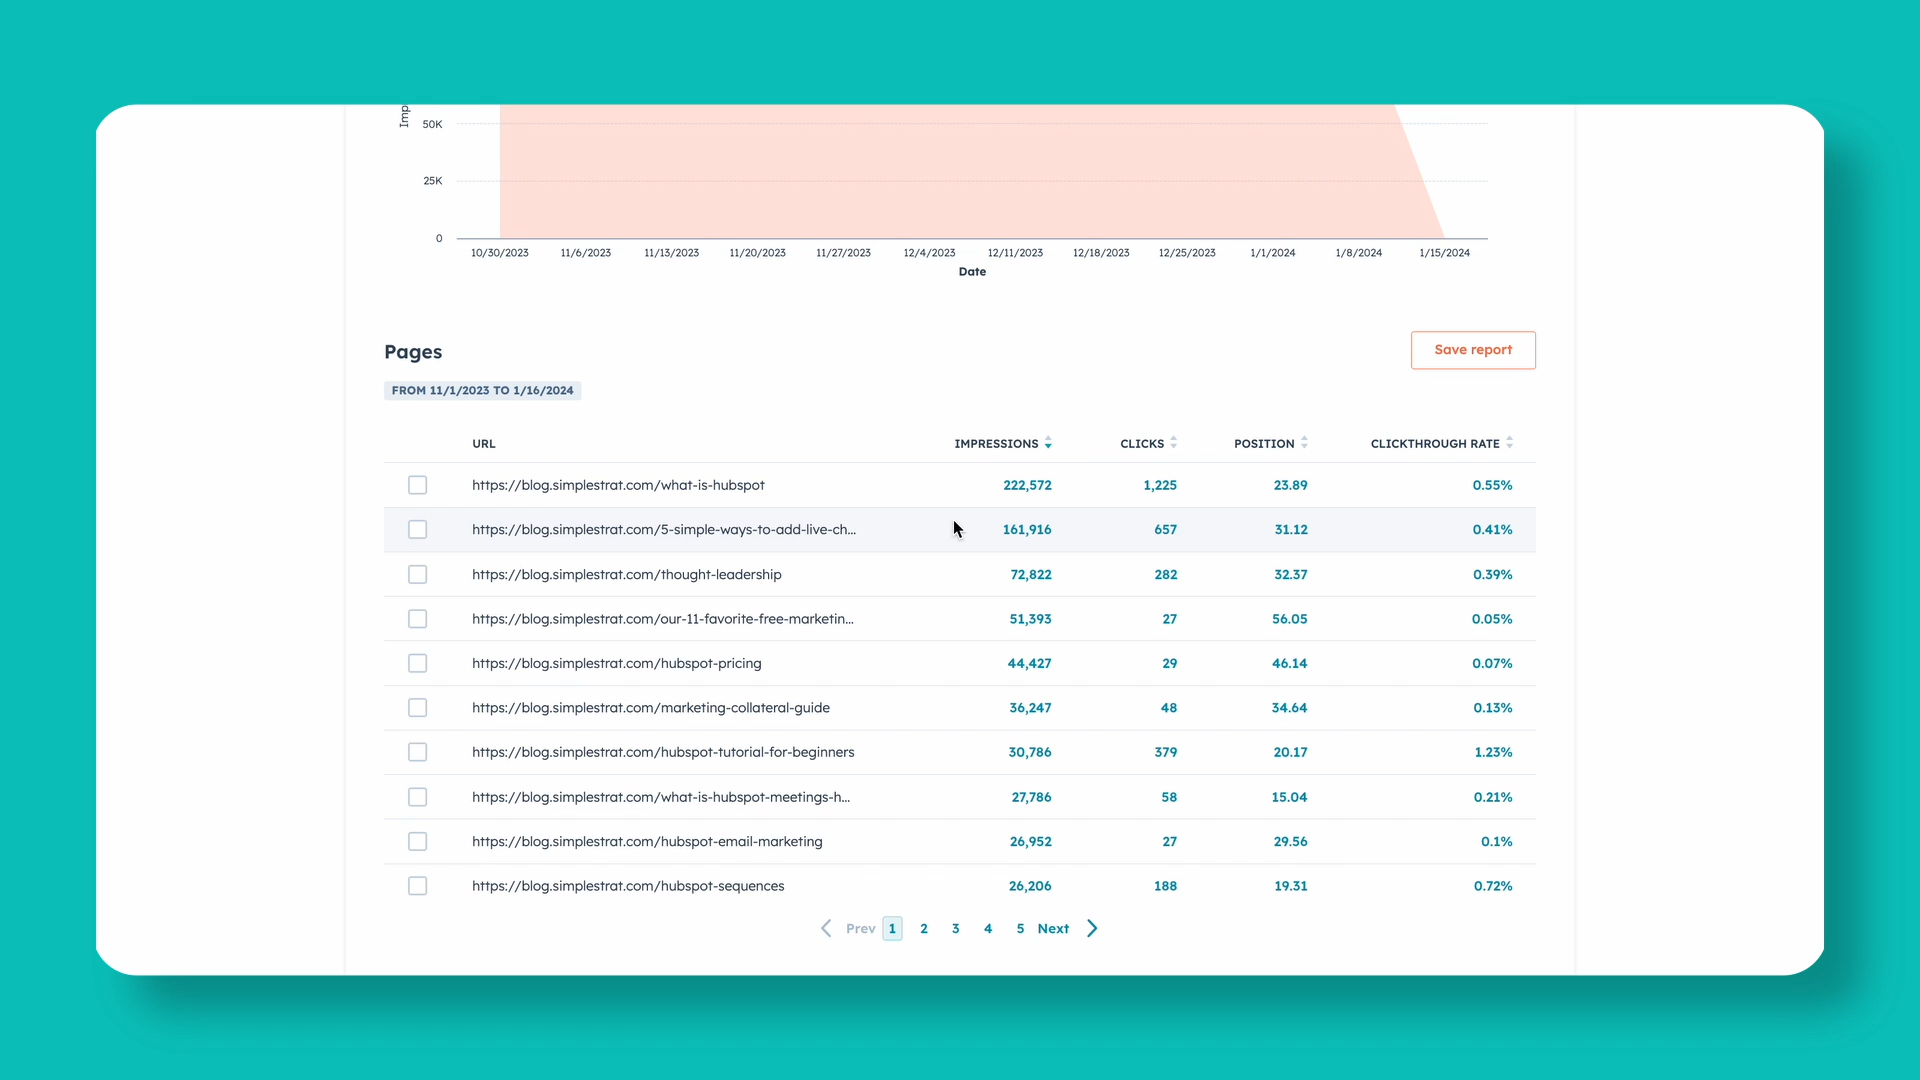 Imp
50K
25K
0
10/30/2023 11/6/2023 11/13/2023 11/20/2023 11/27/2023 12/4/2023 12/11/2023 12/18/2023 12/25/2023 1/1/2024 1/8/2024 1/15/2024
Date
Pages
Save report
FROM 11/1/2023 TO 1/16/2024
URL IMPRESSIONS CLICKS POSITION CLICKTHROUGH RATE
https://blog.simplestrat.com/what-is-hubspot 222,572 1,225 23.89 0.55%
https://blog.simplestrat.com/5-simple-ways-to-add-live-ch... 161,916 657 31.12 0.41%
https://blog.simplestrat.com/thought-leadership 72,822 282 32.37 0.39%
https://blog.simplestrat.com/our-11-favorite-free-marketin... 51,393 27 56.05 0.05%
https://blog.simplestrat.com/hubspot-pricing 44,427 29 46.14 0.07%
https://blog.simplestrat.com/marketing-collateral-guide 36,247 48 34.64 0.13%
https://blog.simplestrat.com/hubspot-tutorial-for-beginners 30,786 379 20.17 1.23%
https://blog.simplestrat.com/what-is-hubspot-meetings-h... 27,786 58 15.04 0.21%
https://blog.simplestrat.com/hubspot-email-marketing 26,952 27 29.56 0.1%
https://blog.simplestrat.com/hubspot-sequences 26,206 188 19.31 0.72%
Prev 1 2 3 4 5 Next